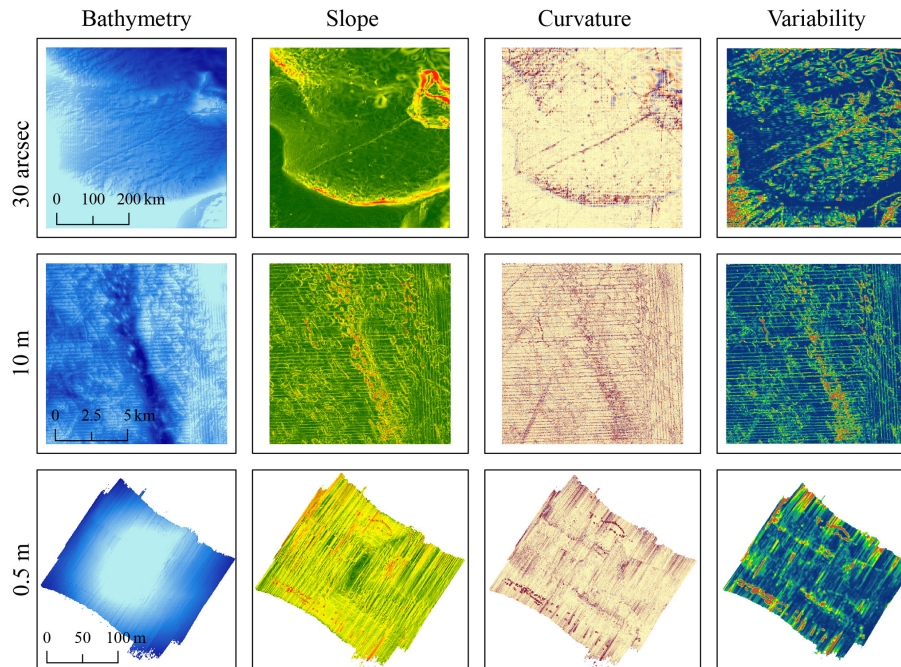 Bathymetry Slope Curvature Variability
30 arcsec
0 100 200 km
10 m
0 2.5 5 km
0.5 m
0 50 100 m